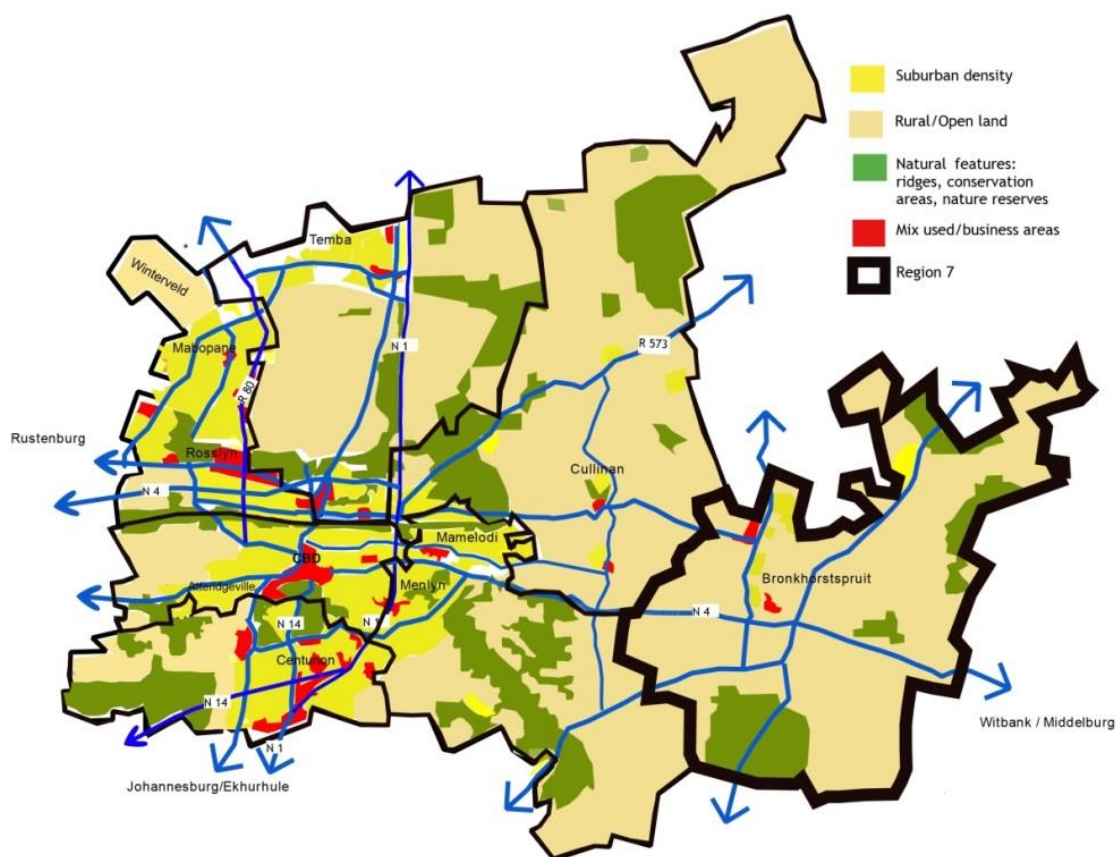 Suburban density
Rural/Open land
Natural features:
ridges, conservation
areas, nature reserves
Mix used/business areas
Region 7
Temba
Winterveld
Mabopane
N 1
R 573
R 80
Rustenburg
Rosslyn
Cullinan
N 4
Mamelodi
CBD
Bronkhorstspruit
Atteridgeville
Menlyn
N 4
N 14
N 1
Centurion
N 14
Witbank / Middelburg
N 1
Johannesburg/Ekhurhule